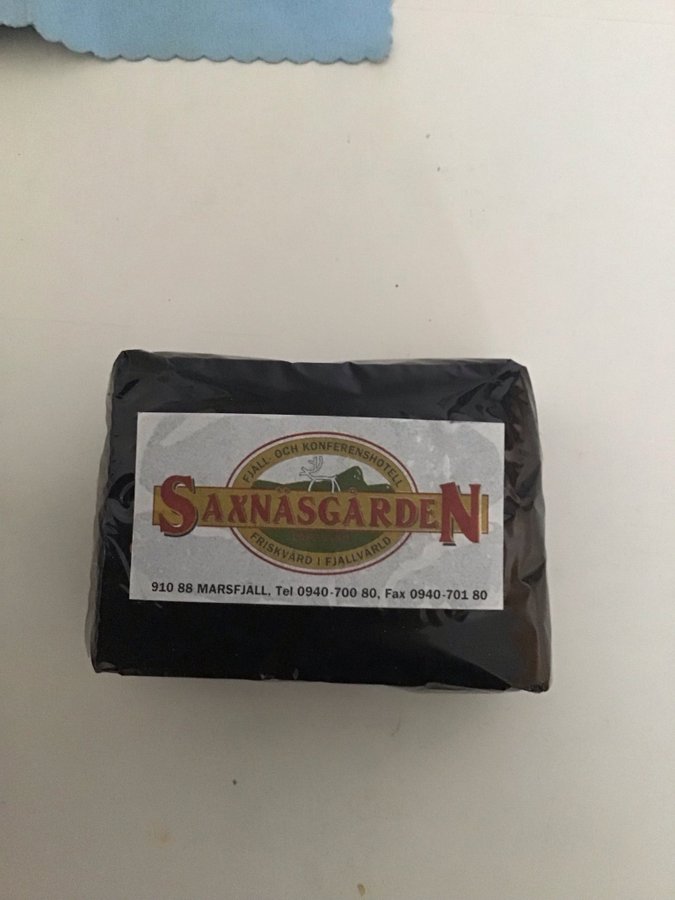 FJÄLL- OCH KONFERENSHOTELL
SAXNÄSGÅRDEN
FRISKVÅRD I FJÄLLVÄRLD
910 88 MARSFJÄLL, Tel 0940-700 80, Fax 0940-701 80